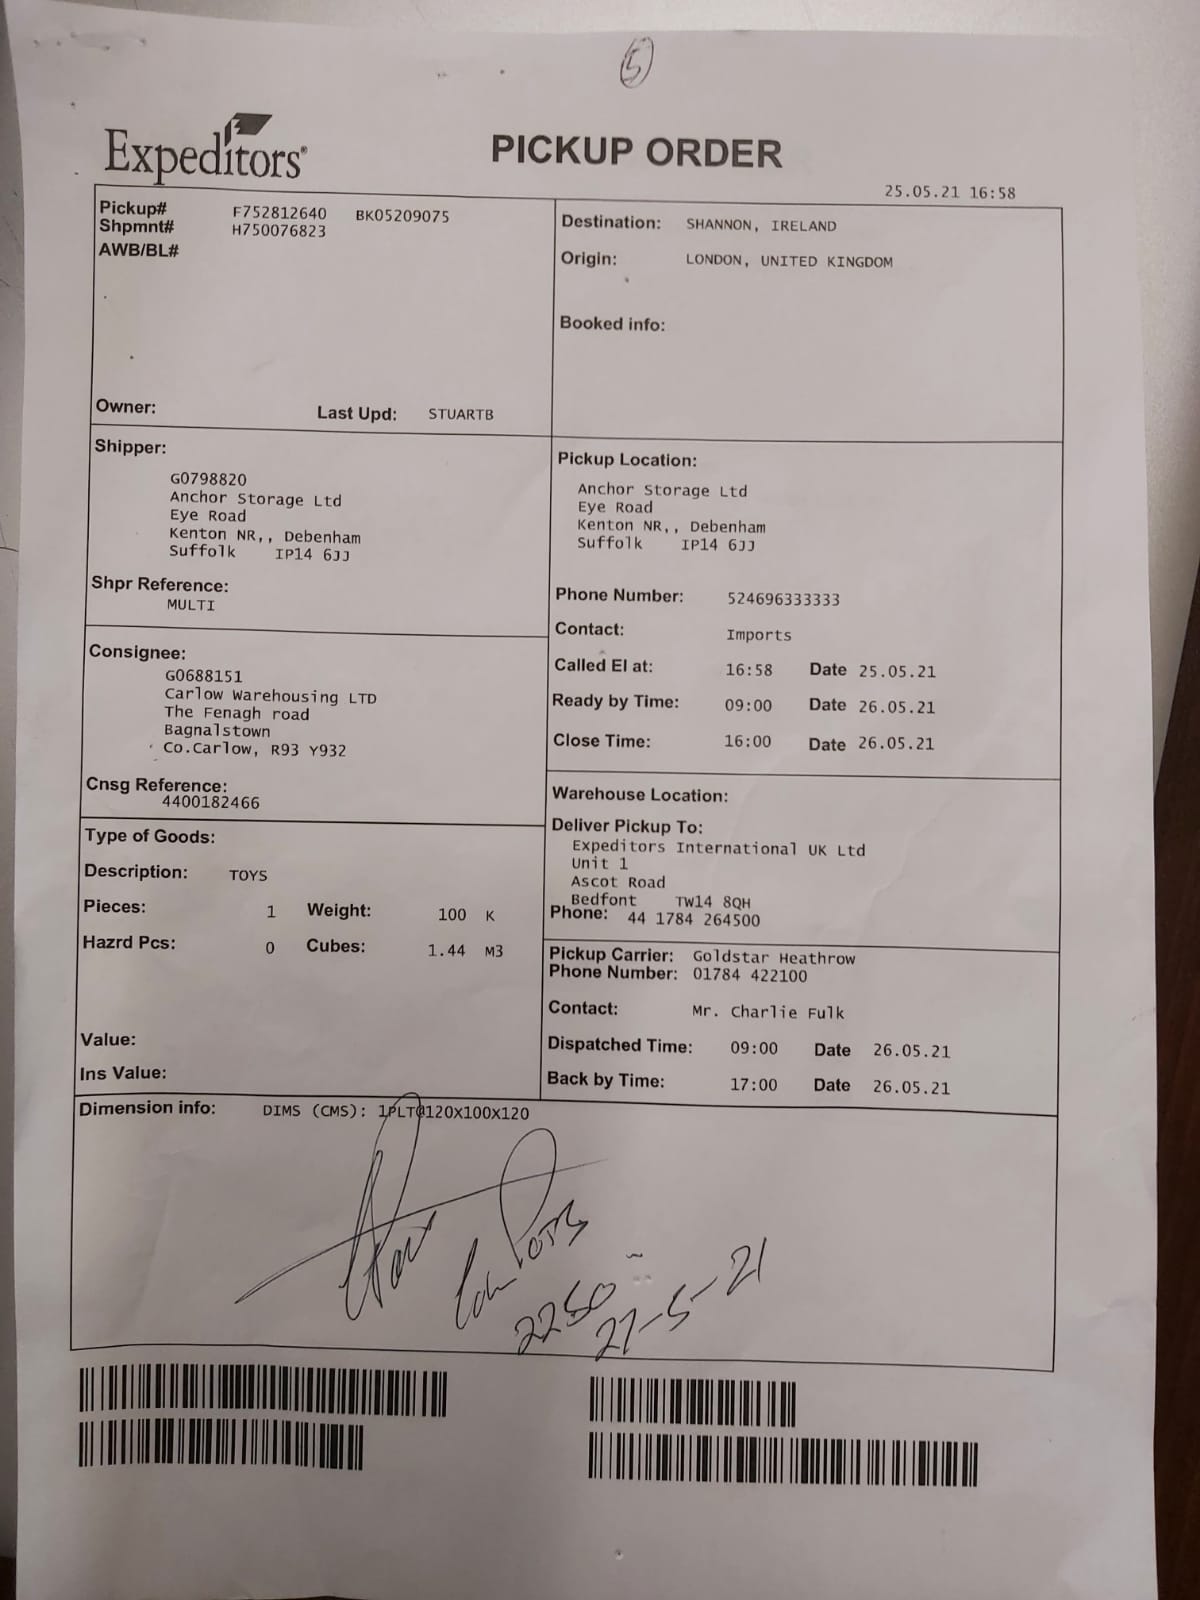 5
Expeditors®
PICKUP ORDER
25.05.21 16:58
Pickup# F752812640 BK05209075
Shpmnt# H750076823
AWB/BL#
Owner: Last Upd: STUARTB
Destination: SHANNON, IRELAND
Origin: LONDON, UNITED KINGDOM
Booked info:
Shipper:
G0798820
Anchor Storage Ltd
Eye Road
Kenton NR,, Debenham
Suffolk IP14 6JJ
Shpr Reference:
MULTI
Pickup Location:
Anchor Storage Ltd
Eye Road
Kenton NR,, Debenham
Suffolk IP14 6JJ
Phone Number: 524696333333
Contact: Imports
Called EI at: 16:58 Date 25.05.21
Ready by Time: 09:00 Date 26.05.21
Close Time: 16:00 Date 26.05.21
Consignee:
G0688151
Carlow Warehousing LTD
The Fenagh road
Bagnalstown
Co.Carlow, R93 Y932
Cnsg Reference:
4400182466
Warehouse Location:
Deliver Pickup To:
Expeditors International UK Ltd
Unit 1
Ascot Road
Bedfont TW14 8QH
Phone: 44 1784 264500
Type of Goods:
Description: TOYS
Pieces: 1 Weight: 100 K
Hazrd Pcs: 0 Cubes: 1.44 M3
Value:
Ins Value:
Pickup Carrier: Goldstar Heathrow
Phone Number: 01784 422100
Contact: Mr. Charlie Fulk
Dispatched Time: 09:00 Date 26.05.21
Back by Time: 17:00 Date 26.05.21
Dimension info: DIMS (CMS): 1PLT@120X100X120
2250
27-5-21